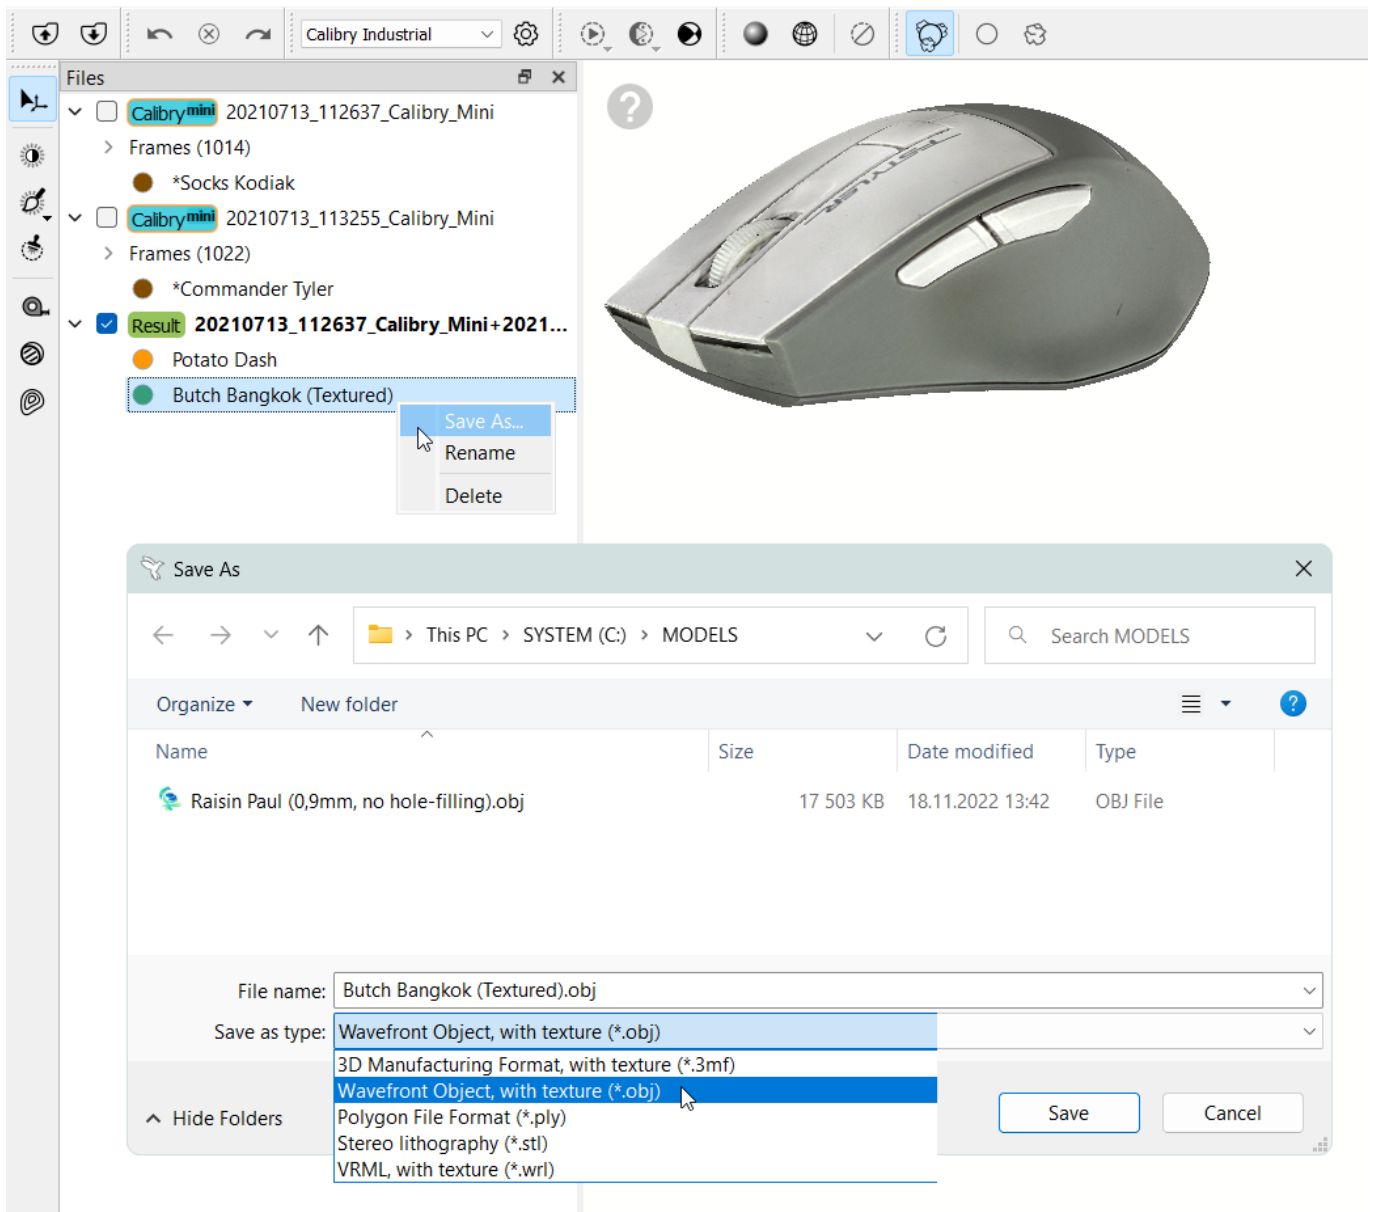 Calibry Industrial
Files
Calibry mini 20210713_112637_Calibry_Mini
Frames (1014)
*Socks Kodiak
Calibry mini 20210713_113255_Calibry_Mini
Frames (1022)
*Commander Tyler
Result 20210713_112637_Calibry_Mini+2021...
Potato Dash
Butch Bangkok (Textured)
Save As...
Rename
Delete
?
FSTYLER
Save As
This PC > SYSTEM (C:) > MODELS
Search MODELS
Organize
New folder
?
Name
Size
Date modified
Type
Raisin Paul (0,9mm, no hole-filling).obj
17 503 KB
18.11.2022 13:42
OBJ File
File name: Butch Bangkok (Textured).obj
Save as type: Wavefront Object, with texture (*.obj)
3D Manufacturing Format, with texture (*.3mf)
Wavefront Object, with texture (*.obj)
Polygon File Format (*.ply)
Stereo lithography (*.stl)
VRML, with texture (*.wrl)
Hide Folders
Save
Cancel